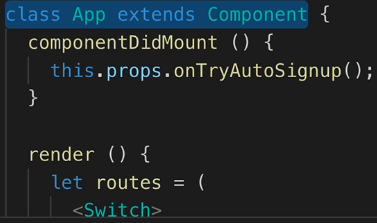 class App extends Component {
componentDidMount () {
this.props.onTryAutoSignup();
}
render () {
let routes = (
<Switch>